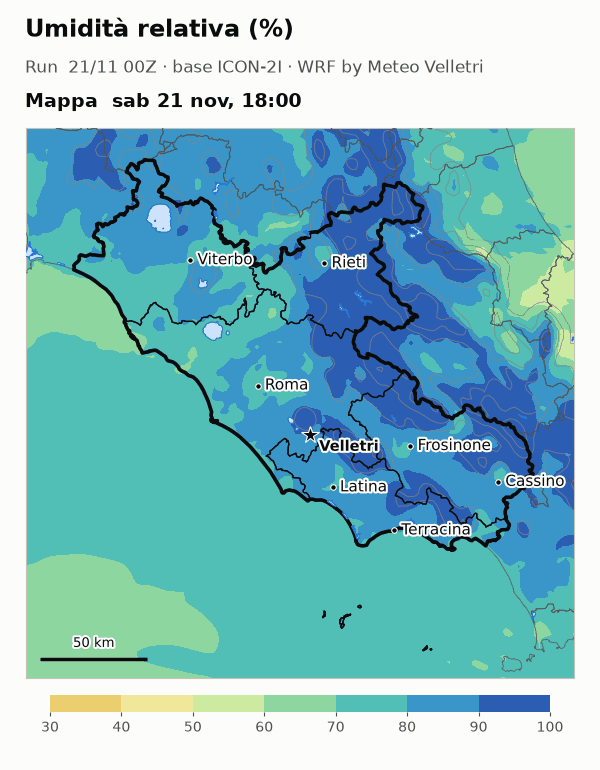 Umidità relativa (%)
Run  21/11 00Z · base ICON-2I · WRF by Meteo Velletri
Mappa  sab 21 nov, 18:00
Viterbo
Rieti
Roma
Velletri
Frosinone
Cassino
Latina
Terracina
50 km
30 40 50 60 70 80 90 100